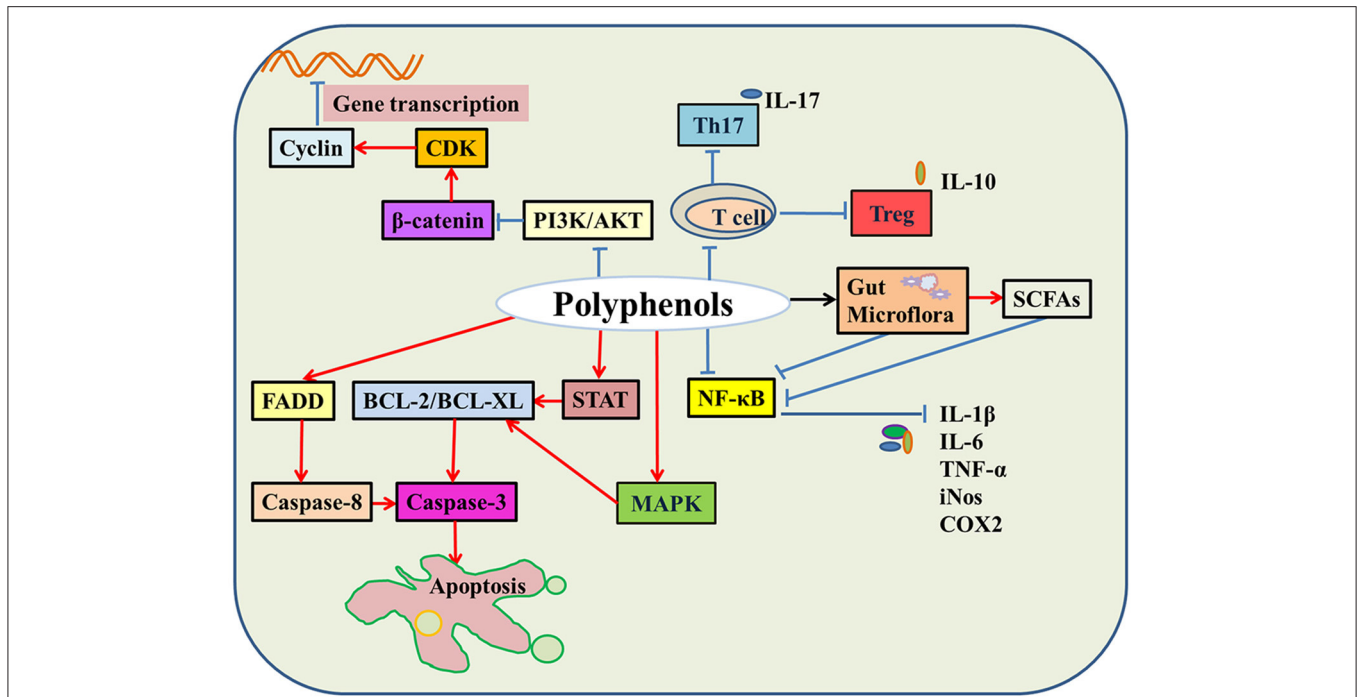 Gene transcription
IL-17
Th17
Cyclin
CDK
IL-10
T cell
Treg
β-catenin
PI3K/AKT
Gut
Microflora
SCFAs
Polyphenols
FADD
BCL-2/BCL-XL
STAT
NF-κB
IL-1β
IL-6
TNF-α
iNos
COX2
Caspase-8
Caspase-3
MAPK
Apoptosis